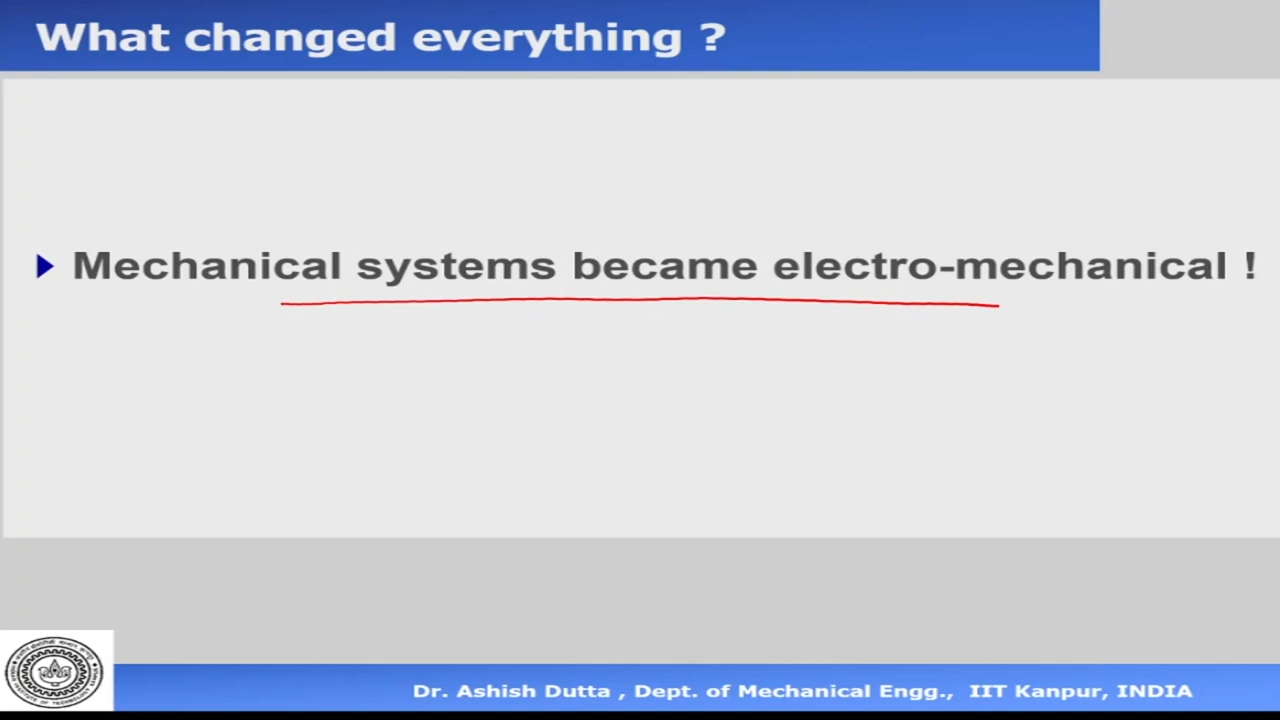 What changed everything ?
Mechanical systems became electro-mechanical !
Dr. Ashish Dutta , Dept. of Mechanical Engg., IIT Kanpur, INDIA